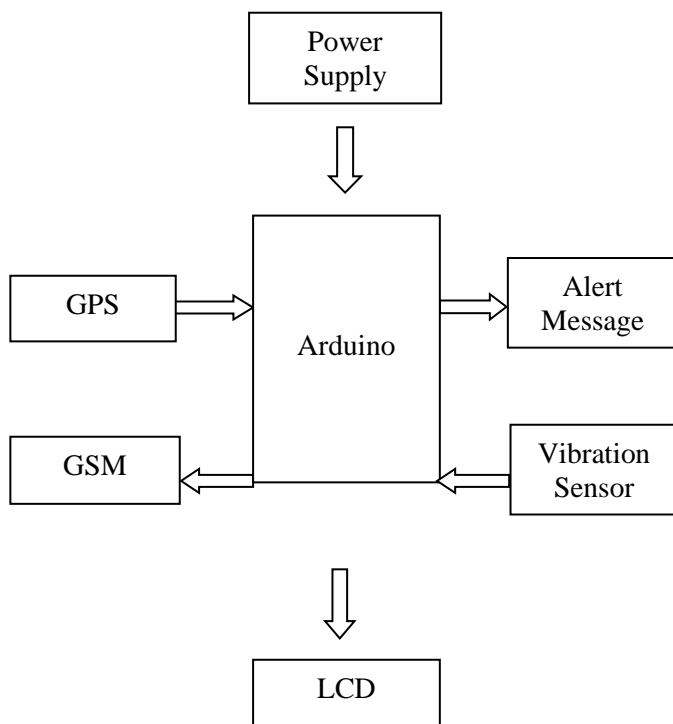 Power
Supply
GPS
Arduino
Alert
Message
GSM
Vibration
Sensor
LCD